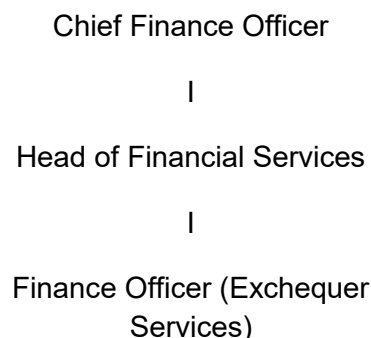 Chief Finance Officer
I
Head of Financial Services
I
Finance Officer (Exchequer
Services)